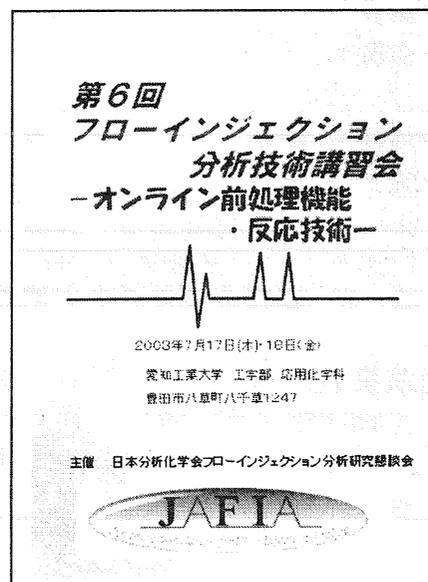 第6回
フローインジェクション
分析技術講習会
－オンライン前処理機能
・反応技術－
2003年7月17日(木)・18日(金)
愛知工業大学 工学部 応用化学科
豊田市八草町八千草1247
主催 日本分析化学会フローインジェクション分析研究懇談会
JAFIA